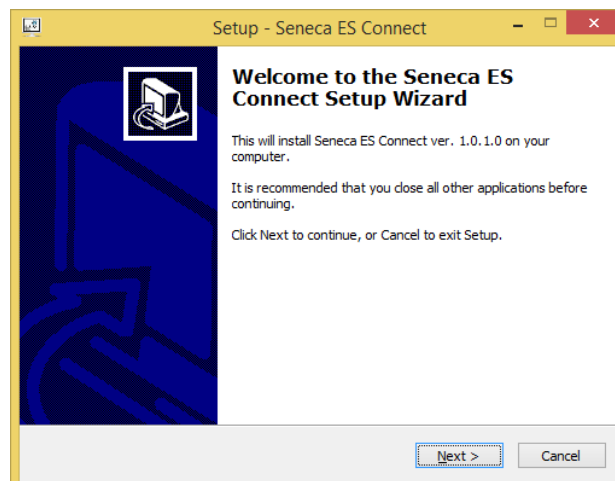 Setup - Seneca ES Connect
Welcome to the Seneca ES
Connect Setup Wizard
This will install Seneca ES Connect ver. 1.0.1.0 on your
computer.
It is recommended that you close all other applications before
continuing.
Click Next to continue, or Cancel to exit Setup.
Next >
Cancel